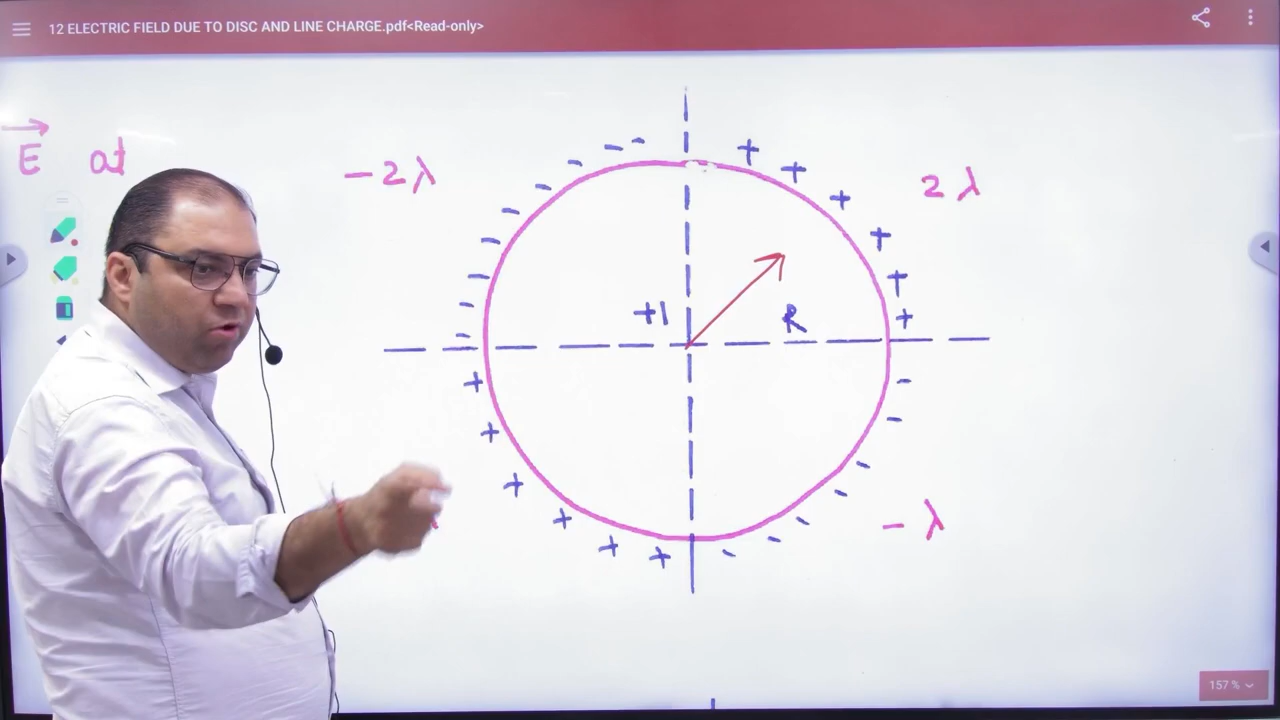 12 ELECTRIC FIELD DUE TO DISC AND LINE CHARGE.pdf<Read-only>
E at
-2λ
2λ
+1
R
-λ
157 %